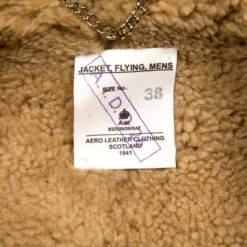 JACKET, FLYING, MENS
SIZE No. 38
A.M.
AERO LEATHER CLOTHING
SCOTLAND
1941